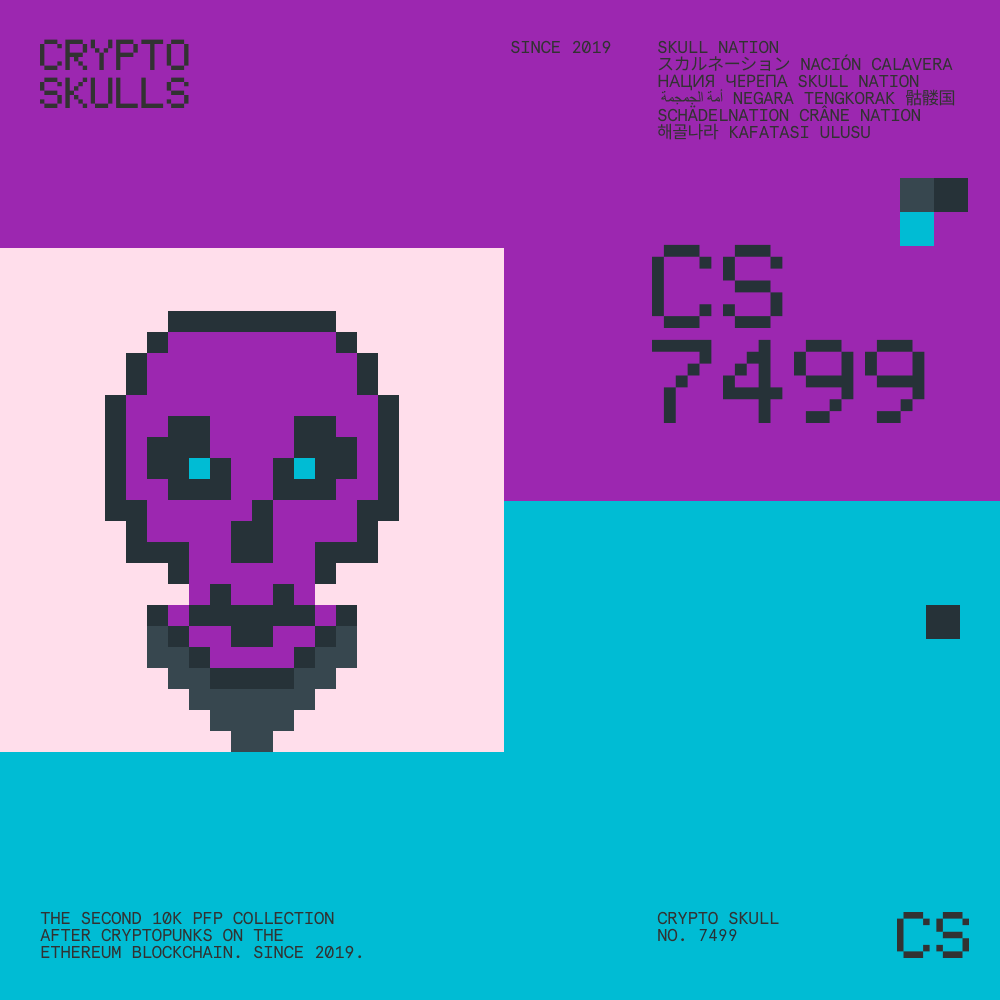 CRYPTO
SKULLS
SINCE 2019
SKULL NATION
スカルネーション NACIÓN CALAVERA
НАЦИЯ ЧЕРЕПА SKULL NATION
أمة الجمجمة NEGARA TENGKORAK 骷髅国
SCHÄDELNATION CRÂNE NATION
해골나라 KAFATASI ULUSU
CS
7499
THE SECOND 10K PFP COLLECTION
AFTER CRYPTOPUNKS ON THE
ETHEREUM BLOCKCHAIN. SINCE 2019.
CRYPTO SKULL
NO. 7499
CS